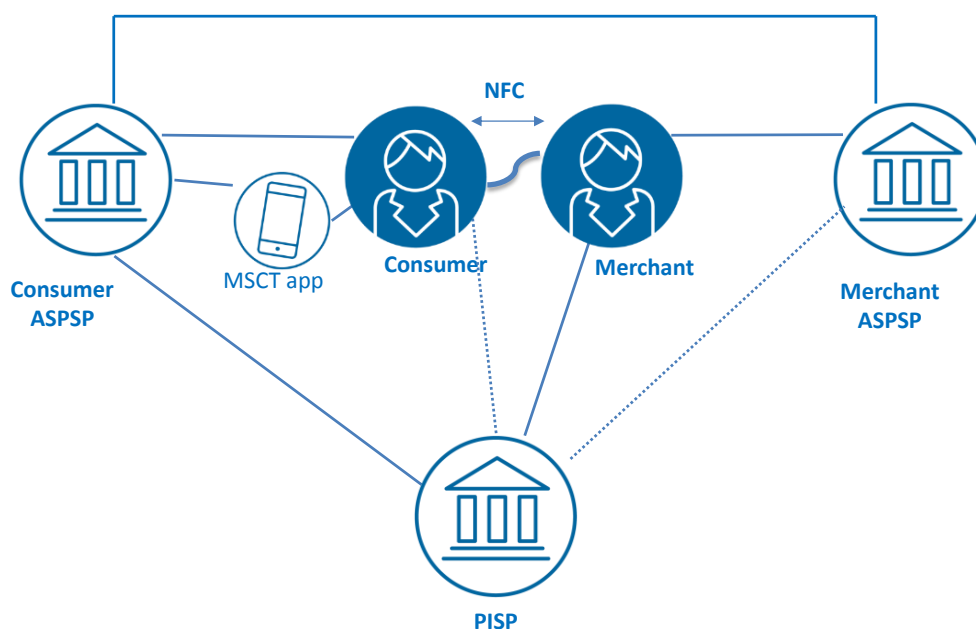 NFC
Consumer
Merchant
MSCT app
Consumer
ASPSP
Merchant
ASPSP
PISP